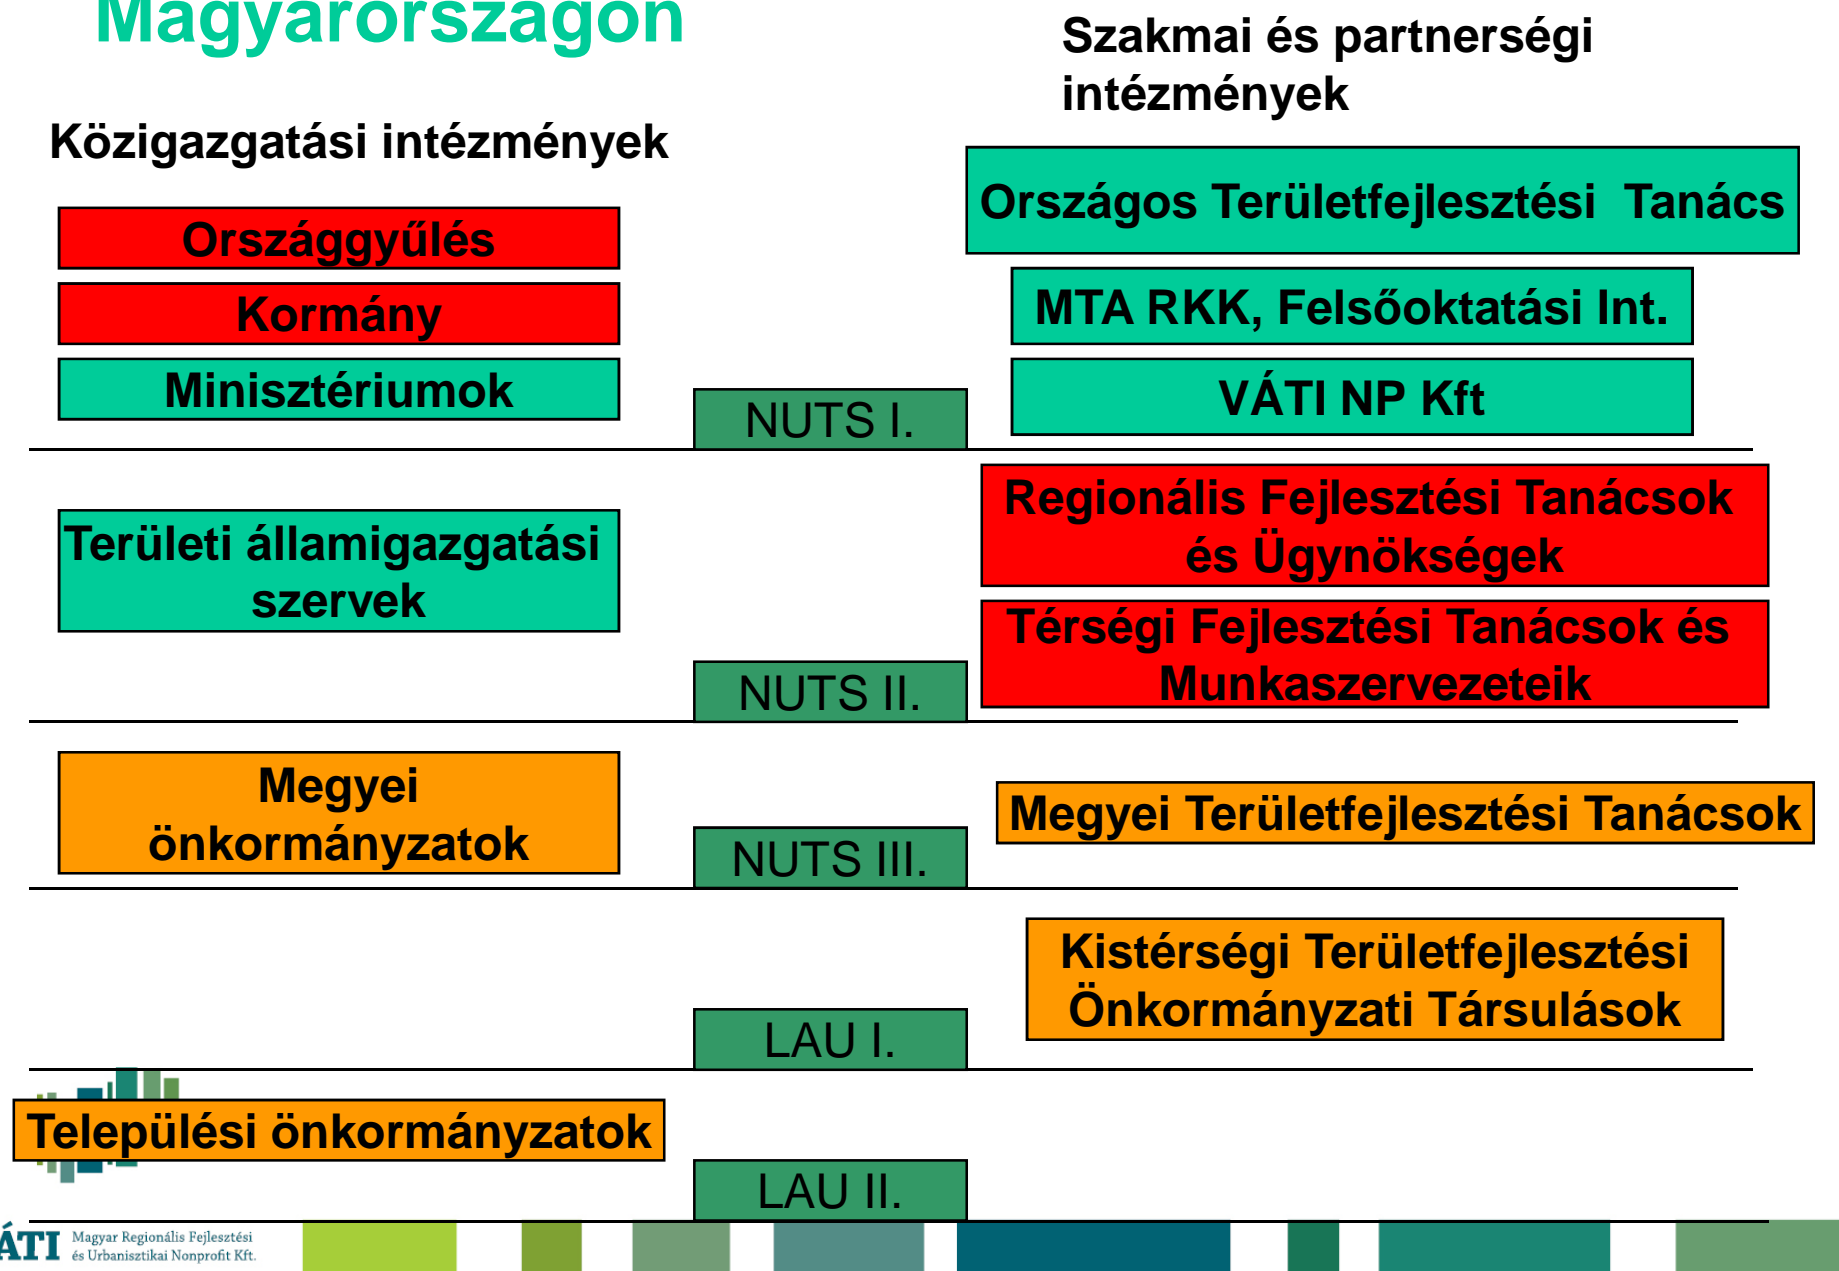 Magyarországon
Szakmai és partnerségi
intézmények
Közigazgatási intézmények
Országos Területfejlesztési Tanács
Országgyűlés
MTA RKK, Felsőoktatási Int.
Kormány
Minisztériumok
VÁTI NP Kft
NUTS I.
Regionális Fejlesztési Tanácsok
és Ügynökségek
Területi államigazgatási
szervek
Térségi Fejlesztési Tanácsok és
Munkaszervezeteik
NUTS II.
Megyei
önkormányzatok
Megyei Területfejlesztési Tanácsok
NUTS III.
Kistérségi Területfejlesztési
Önkormányzati Társulások
LAU I.
Települési önkormányzatok
LAU II.
ÁTI
Magyar Regionális Fejlesztési
és Urbanisztikai Nonprofit Kft.